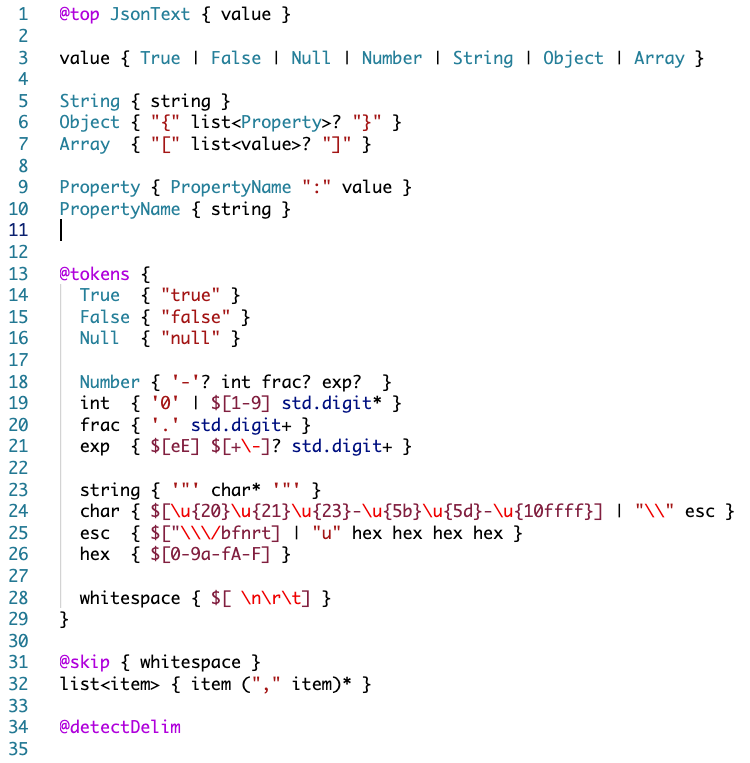 1 @top JsonText { value }
2
3 value { True | False | Null | Number | String | Object | Array }
4
5 String { string }
6 Object { "{" list<Property>? "}" }
7 Array  { "[" list<value>? "]" }
8
9 Property { PropertyName ":" value }
10 PropertyName { string }
11
12
13 @tokens {
14   True  { "true" }
15   False { "false" }
16   Null  { "null" }
17
18   Number { '-'? int frac? exp?  }
19   int  { '0' | $[1-9] std.digit* }
20   frac { '.' std.digit+ }
21   exp  { $[eE] $[+\-]? std.digit+ }
22
23   string { '"' char* '"' }
24   char { $[\u{20}\u{21}\u{23}-\u{5b}\u{5d}-\u{10ffff}] | "\\" esc }
25   esc  { $["\\\/bfnrt] | "u" hex hex hex hex }
26   hex  { $[0-9a-fA-F] }
27
28   whitespace { $[ \n\r\t] }
29 }
30
31 @skip { whitespace }
32 list<item> { item ("," item)* }
33
34 @detectDelim
35